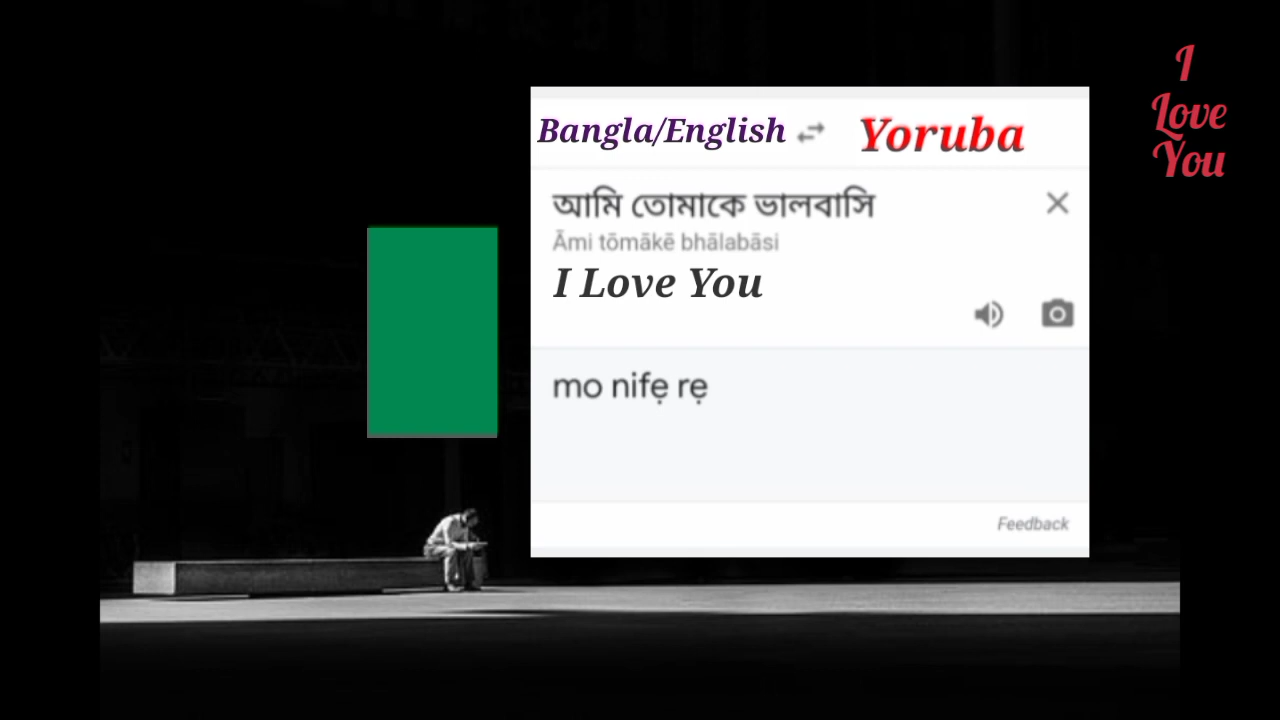 Bangla/English Yoruba
আমি তোমাকে ভালবাসি
Āmi tōmākē bhālabāsi
I Love You
mo nifẹ rẹ
Feedback
I
Love
You